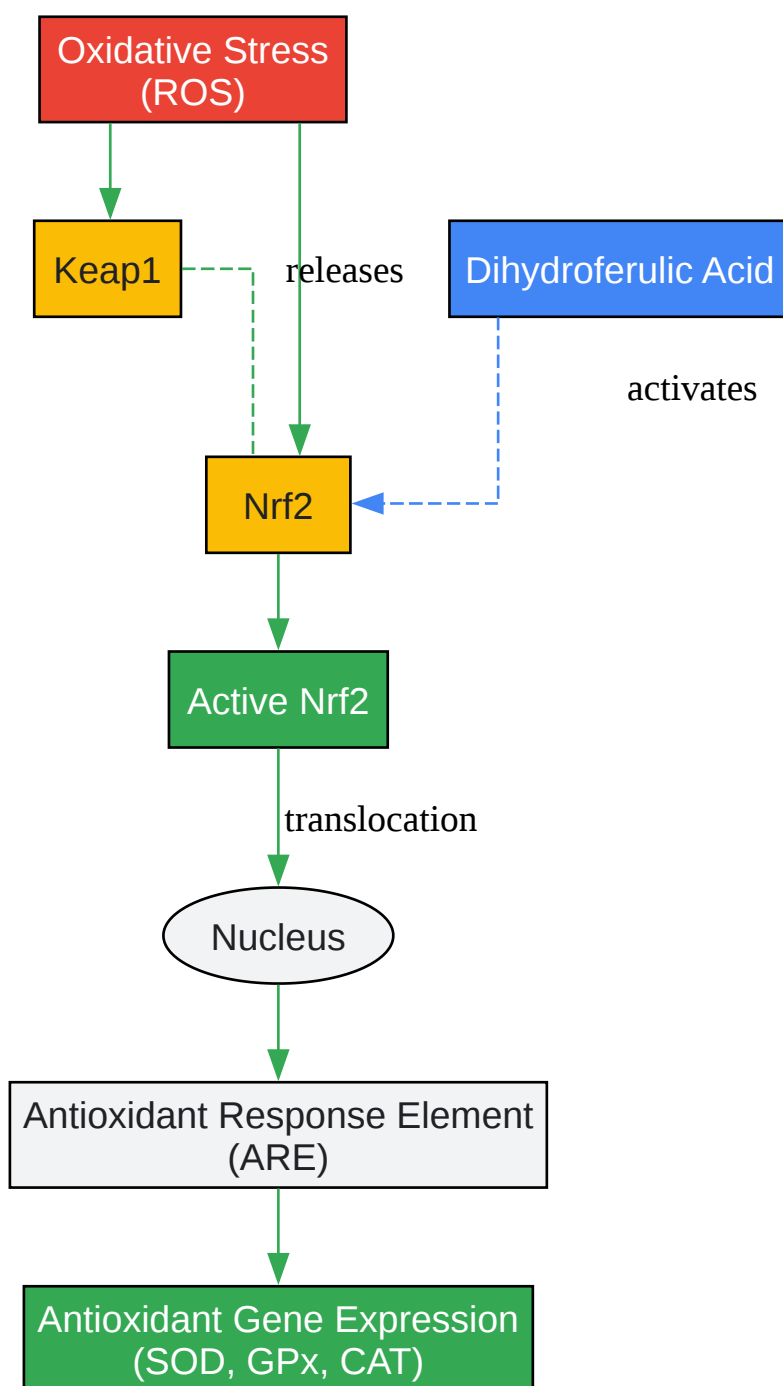 Oxidative Stress
(ROS)
Keap1
releases
Dihydroferulic Acid
activates
Nrf2
Active Nrf2
translocation
Nucleus
Antioxidant Response Element
(ARE)
Antioxidant Gene Expression
(SOD, GPx, CAT)